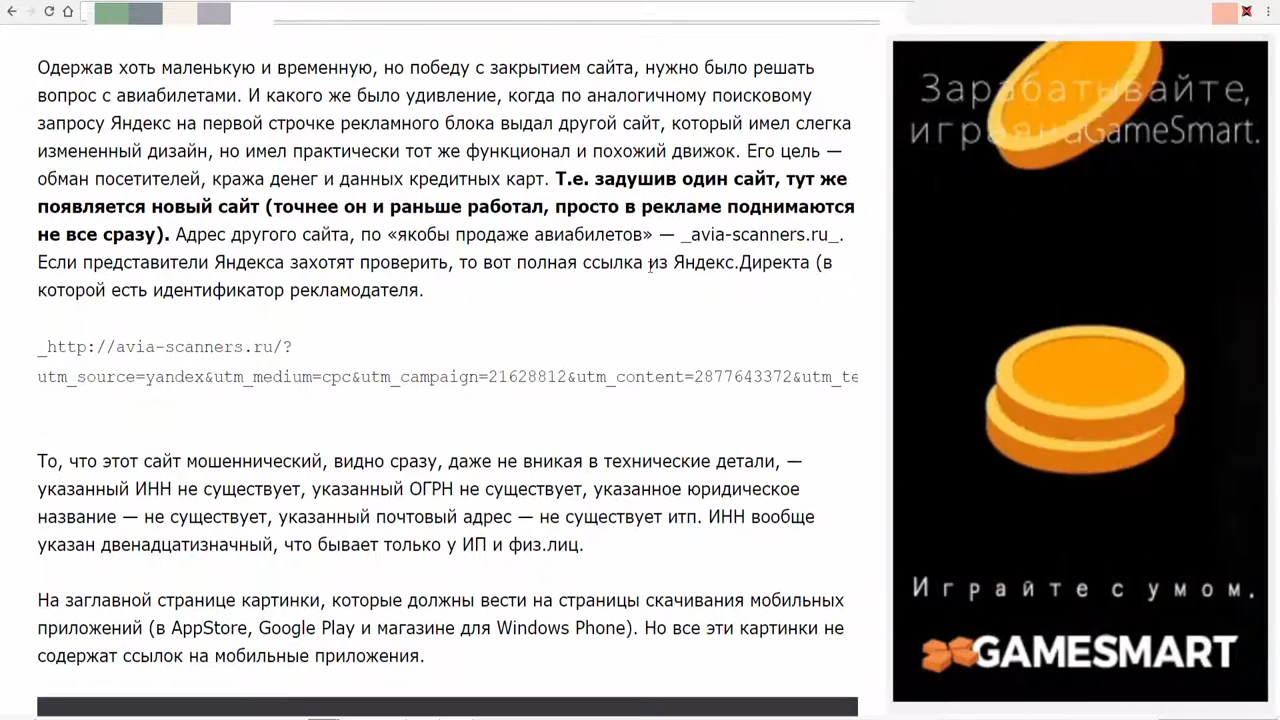 Одержав хоть маленькую и временную, но победу с закрытием сайта, нужно было решать
вопрос с авиабилетами. И какого же было удивление, когда по аналогичному поисковому
запросу Яндекс на первой строчке рекламного блока выдал другой сайт, который имел слегка
измененный дизайн, но имел практически тот же функционал и похожий движок. Его цель —
обман посетителей, кража денег и данных кредитных карт. Т.е. задушив один сайт, тут же
появляется новый сайт (точнее он и раньше работал, просто в рекламе поднимаются
не все сразу). Адрес другого сайта, по «якобы продаже авиабилетов» — _avia-scanners.ru_.
Если представители Яндекса захотят проверить, то вот полная ссылка из Яндекс.Директа (в
которой есть идентификатор рекламодателя.
_http://avia-scanners.ru/?
utm_source=yandex&utm_medium=cpc&utm_campaign=21628812&utm_content=2877643372&utm_te
То, что этот сайт мошеннический, видно сразу, даже не вникая в технические детали, —
указанный ИНН не существует, указанный ОГРН не существует, указанное юридическое
название — не существует, указанный почтовый адрес — не существует итп. ИНН вообще
указан двенадцатизначный, что бывает только у ИП и физ.лиц.
На заглавной странице картинки, которые должны вести на страницы скачивания мобильных
приложений (в AppStore, Google Play и магазине для Windows Phone). Но все эти картинки не
содержат ссылок на мобильные приложения.
Зарабатывайте,
играя на GameSmart.
Играйте с умом.
GAMESMART